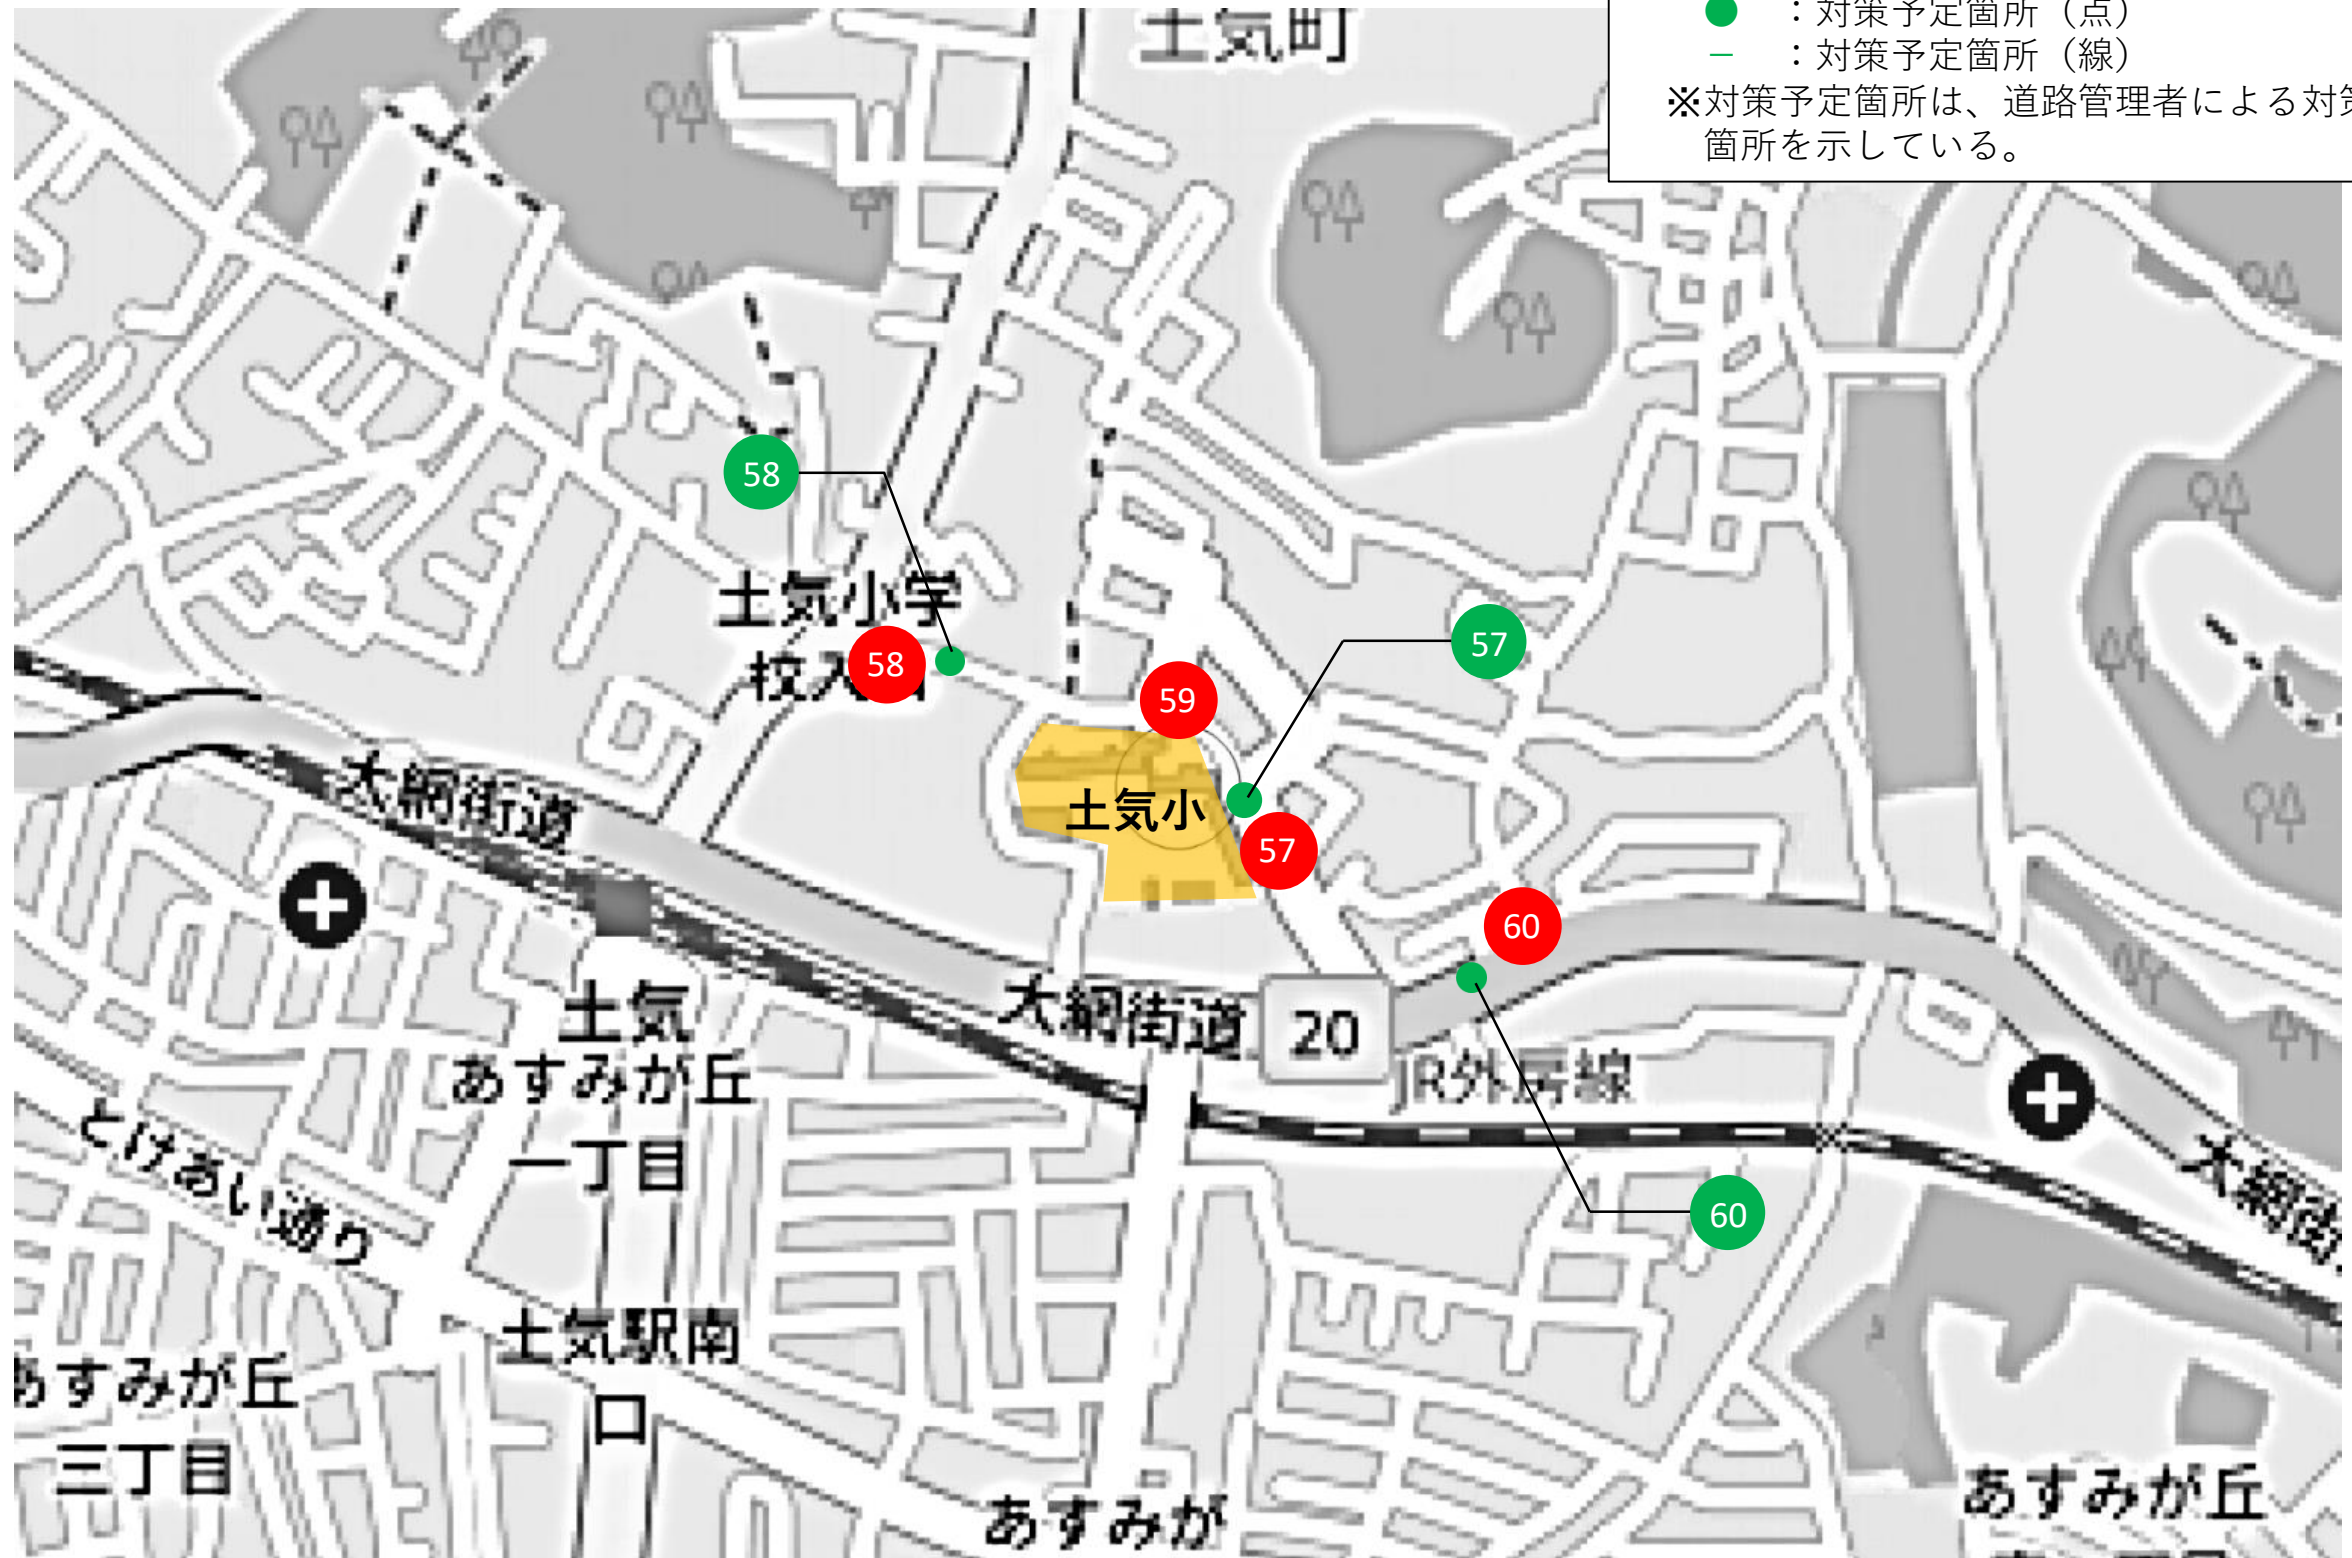 土気町
：対策予定箇所（点）
：対策予定箇所（線）
※対策予定箇所は、道路管理者による対策
箇所を示している。
58
土気小学
校入
58
57
59
土気小
57
60
大網街道
土気
大網街道
20
JR外房線
あすみが丘
一丁目
とけあい通り
60
大網街
土気駅南
口
あすみが丘
三丁目
あすみが
あすみが丘